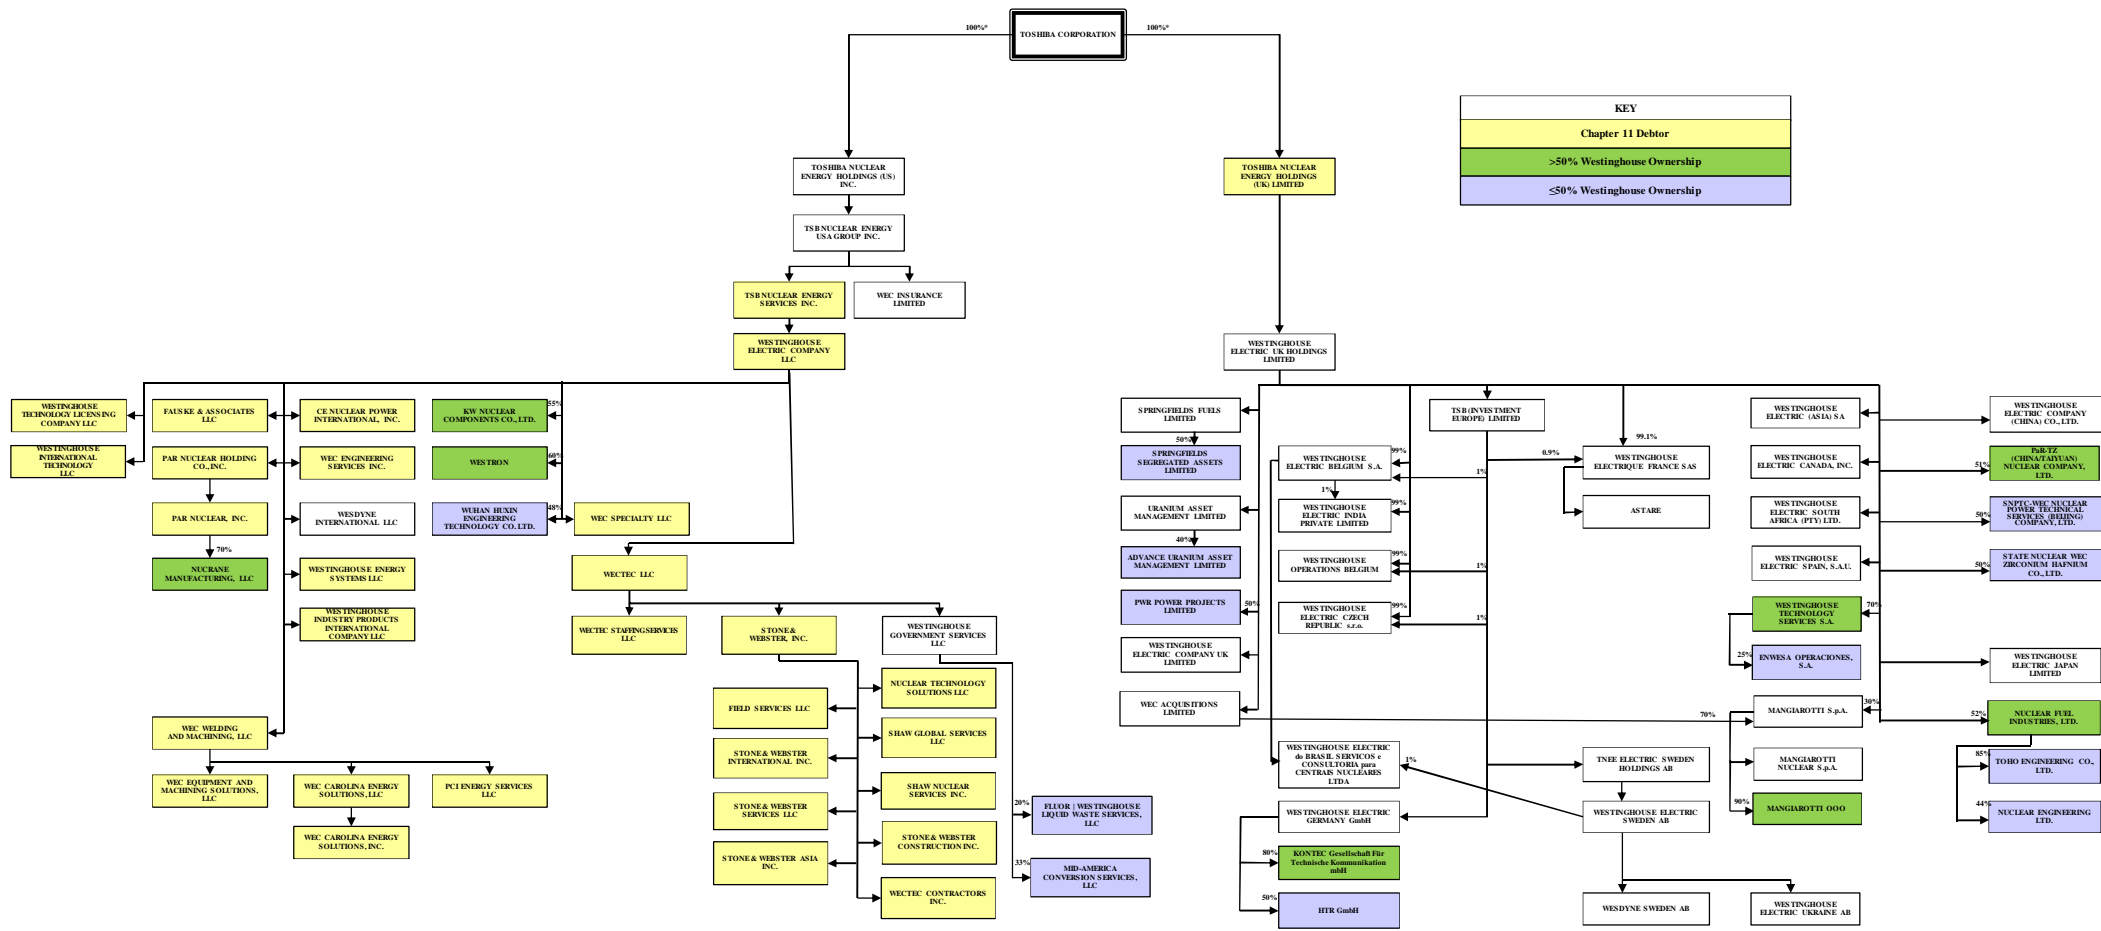 100%*
TOSHIBA CORPORATION
100%*
KEY
Chapter 11 Debtor
>50% Westinghouse Ownership
≤50% Westinghouse Ownership
TOSHIBA NUCLEAR
ENERGY HOLDINGS (US)
INC.
TOSHIBA NUCLEAR
ENERGY HOLDINGS
(UK) LIMITED
TSB NUCLEAR ENERGY
USA GROUP INC.
TSB NUCLEAR ENERGY
SERVICES INC.
WEC INSURANCE
LIMITED
WESTINGHOUSE
ELECTRIC COMPANY
LLC
WESTINGHOUSE
ELECTRIC UK HOLDINGS
LIMITED
WESTINGHOUSE
TECHNOLOGY LICENSING
COMPANY LLC
WESTINGHOUSE
INTERNATIONAL
TECHNOLOGY
LLC
FAUSKE & ASSOCIATES
LLC
PAR NUCLEAR HOLDING
CO., INC.
PAR NUCLEAR, INC.
70%
NUCRANE
MANUFACTURING, LLC
CE NUCLEAR POWER
INTERNATIONAL, INC.
WEC ENGINEERING
SERVICES INC.
WESDYNE
INTERNATIONAL LLC
WESTINGHOUSE ENERGY
SYSTEMS LLC
WESTINGHOUSE
INDUSTRY PRODUCTS
INTERNATIONAL
COMPANY LLC
KW NUCLEAR
COMPONENTS CO., LTD.
55%
WESTRON
60%
WUHAN HUXIN
ENGINEERING
TECHNOLOGY CO. LTD.
48%
WEC SPECIALTY LLC
WEC WELDING
AND MACHINING, LLC
WEC EQUIPMENT AND
MACHINING SOLUTIONS,
LLC
WEC CAROLINA ENERGY
SOLUTIONS, LLC
PCI ENERGY SERVICES
LLC
WEC CAROLINA ENERGY
SOLUTIONS, INC.
WECTEC LLC
WECTEC STAFFING SERVICES
LLC
STONE &
WEBSTER, INC.
WESTINGHOUSE
GOVERNMENT SERVICES
LLC
FIELD SERVICES LLC
STONE & WEBSTER
INTERNATIONAL INC.
STONE & WEBSTER
SERVICES LLC
STONE & WEBSTER ASIA
INC.
NUCLEAR TECHNOLOGY
SOLUTIONS LLC
SHAW GLOBAL SERVICES
LLC
SHAW NUCLEAR
SERVICES INC.
STONE & WEBSTER
CONSTRUCTION INC.
WECTEC CONTRACTORS
INC.
20%
FLUOR | WESTINGHOUSE
LIQUID WASTE SERVICES,
LLC
33%
MID-AMERICA
CONVERSION SERVICES,
LLC
SPRINGFIELDS FUELS
LIMITED
50%
SPRINGFIELDS
SEGREGATED ASSETS
LIMITED
URANIUM ASSET
MANAGEMENT LIMITED
40%
ADVANCE URANIUM ASSET
MANAGEMENT LIMITED
PWR POWER PROJECTS
LIMITED
50%
WESTINGHOUSE
ELECTRIC COMPANY UK
LIMITED
WEC ACQUISITIONS
LIMITED
WESTINGHOUSE
ELECTRIC BELGIUM S.A.
99%
1%
1%
WESTINGHOUSE
ELECTRIC INDIA
PRIVATE LIMITED
99%
WESTINGHOUSE
OPERATIONS BELGIUM
99%
1%
WESTINGHOUSE
ELECTRIC CZECH
REPUBLIC s.r.o.
99%
1%
WESTINGHOUSE ELECTRIC
do BRASIL SERVICOS e
CONSULTORIA para
CENTRAIS NUCLEARES
LTDA
1%
WESTINGHOUSE ELECTRIC
GERMANY GmbH
80%
KONTEC Gesellschaft Für
Technische Kommunikation
mbH
50%
HTR GmbH
TSB (INVESTMENT
EUROPE) LIMITED
0.9%
99.1%
WESTINGHOUSE
ELECTRIQUE FRANCE SAS
ASTARE
70%
TNEE ELECTRIC SWEDEN
HOLDINGS AB
WESTINGHOUSE ELECTRIC
SWEDEN AB
WESDYNE SWEDEN AB
WESTINGHOUSE
ELECTRIC UKRAINE AB
WESTINGHOUSE
ELECTRIC (ASIA) SA
WESTINGHOUSE
ELECTRIC CANADA, INC.
WESTINGHOUSE
ELECTRIC SOUTH
AFRICA (PTY) LTD.
WESTINGHOUSE
ELECTRIC SPAIN, S.A.U.
WESTINGHOUSE
TECHNOLOGY
SERVICES S.A.
70%
25%
ENWESA OPERACIONES,
S.A.
MANGIAROTTI S.p.A.
30%
MANGIAROTTI
NUCLEAR S.p.A.
90%
MANGIAROTTI OOO
WESTINGHOUSE
ELECTRIC COMPANY
(CHINA) CO., LTD.
51%
PaR-TZ
(CHINA/TAIYUAN)
NUCLEAR COMPANY,
LTD.
50%
SNPTC-WEC NUCLEAR
POWER TECHNICAL
SERVICES (BEIJING)
COMPANY, LTD.
50%
STATE NUCLEAR WEC
ZIRCONIUM HAFNIUM
CO., LTD.
WESTINGHOUSE
ELECTRIC JAPAN
LIMITED
52%
NUCLEAR FUEL
INDUSTRIES, LTD.
85%
TOHO ENGINEERING CO.,
LTD.
44%
NUCLEAR ENGINEERING
LTD.